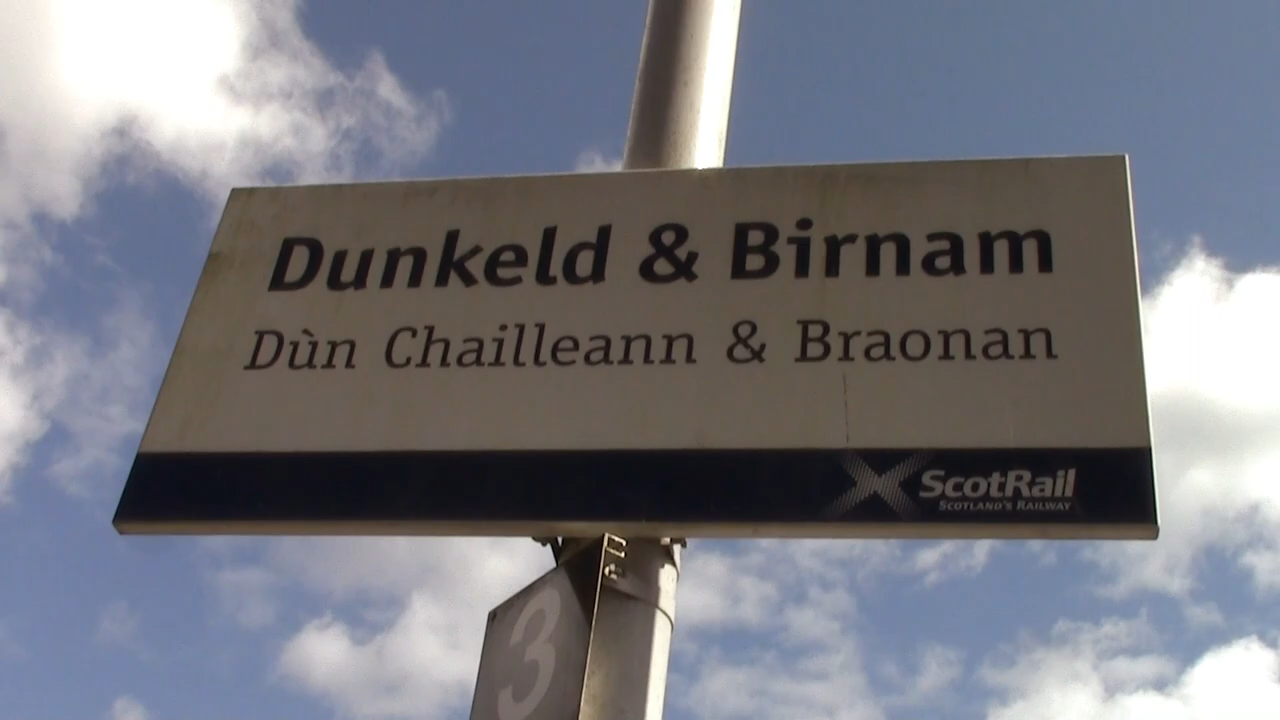 Dunkeld & Birnam
Dùn Chailleann & Braonan
ScotRail
SCOTLAND'S RAILWAY
3